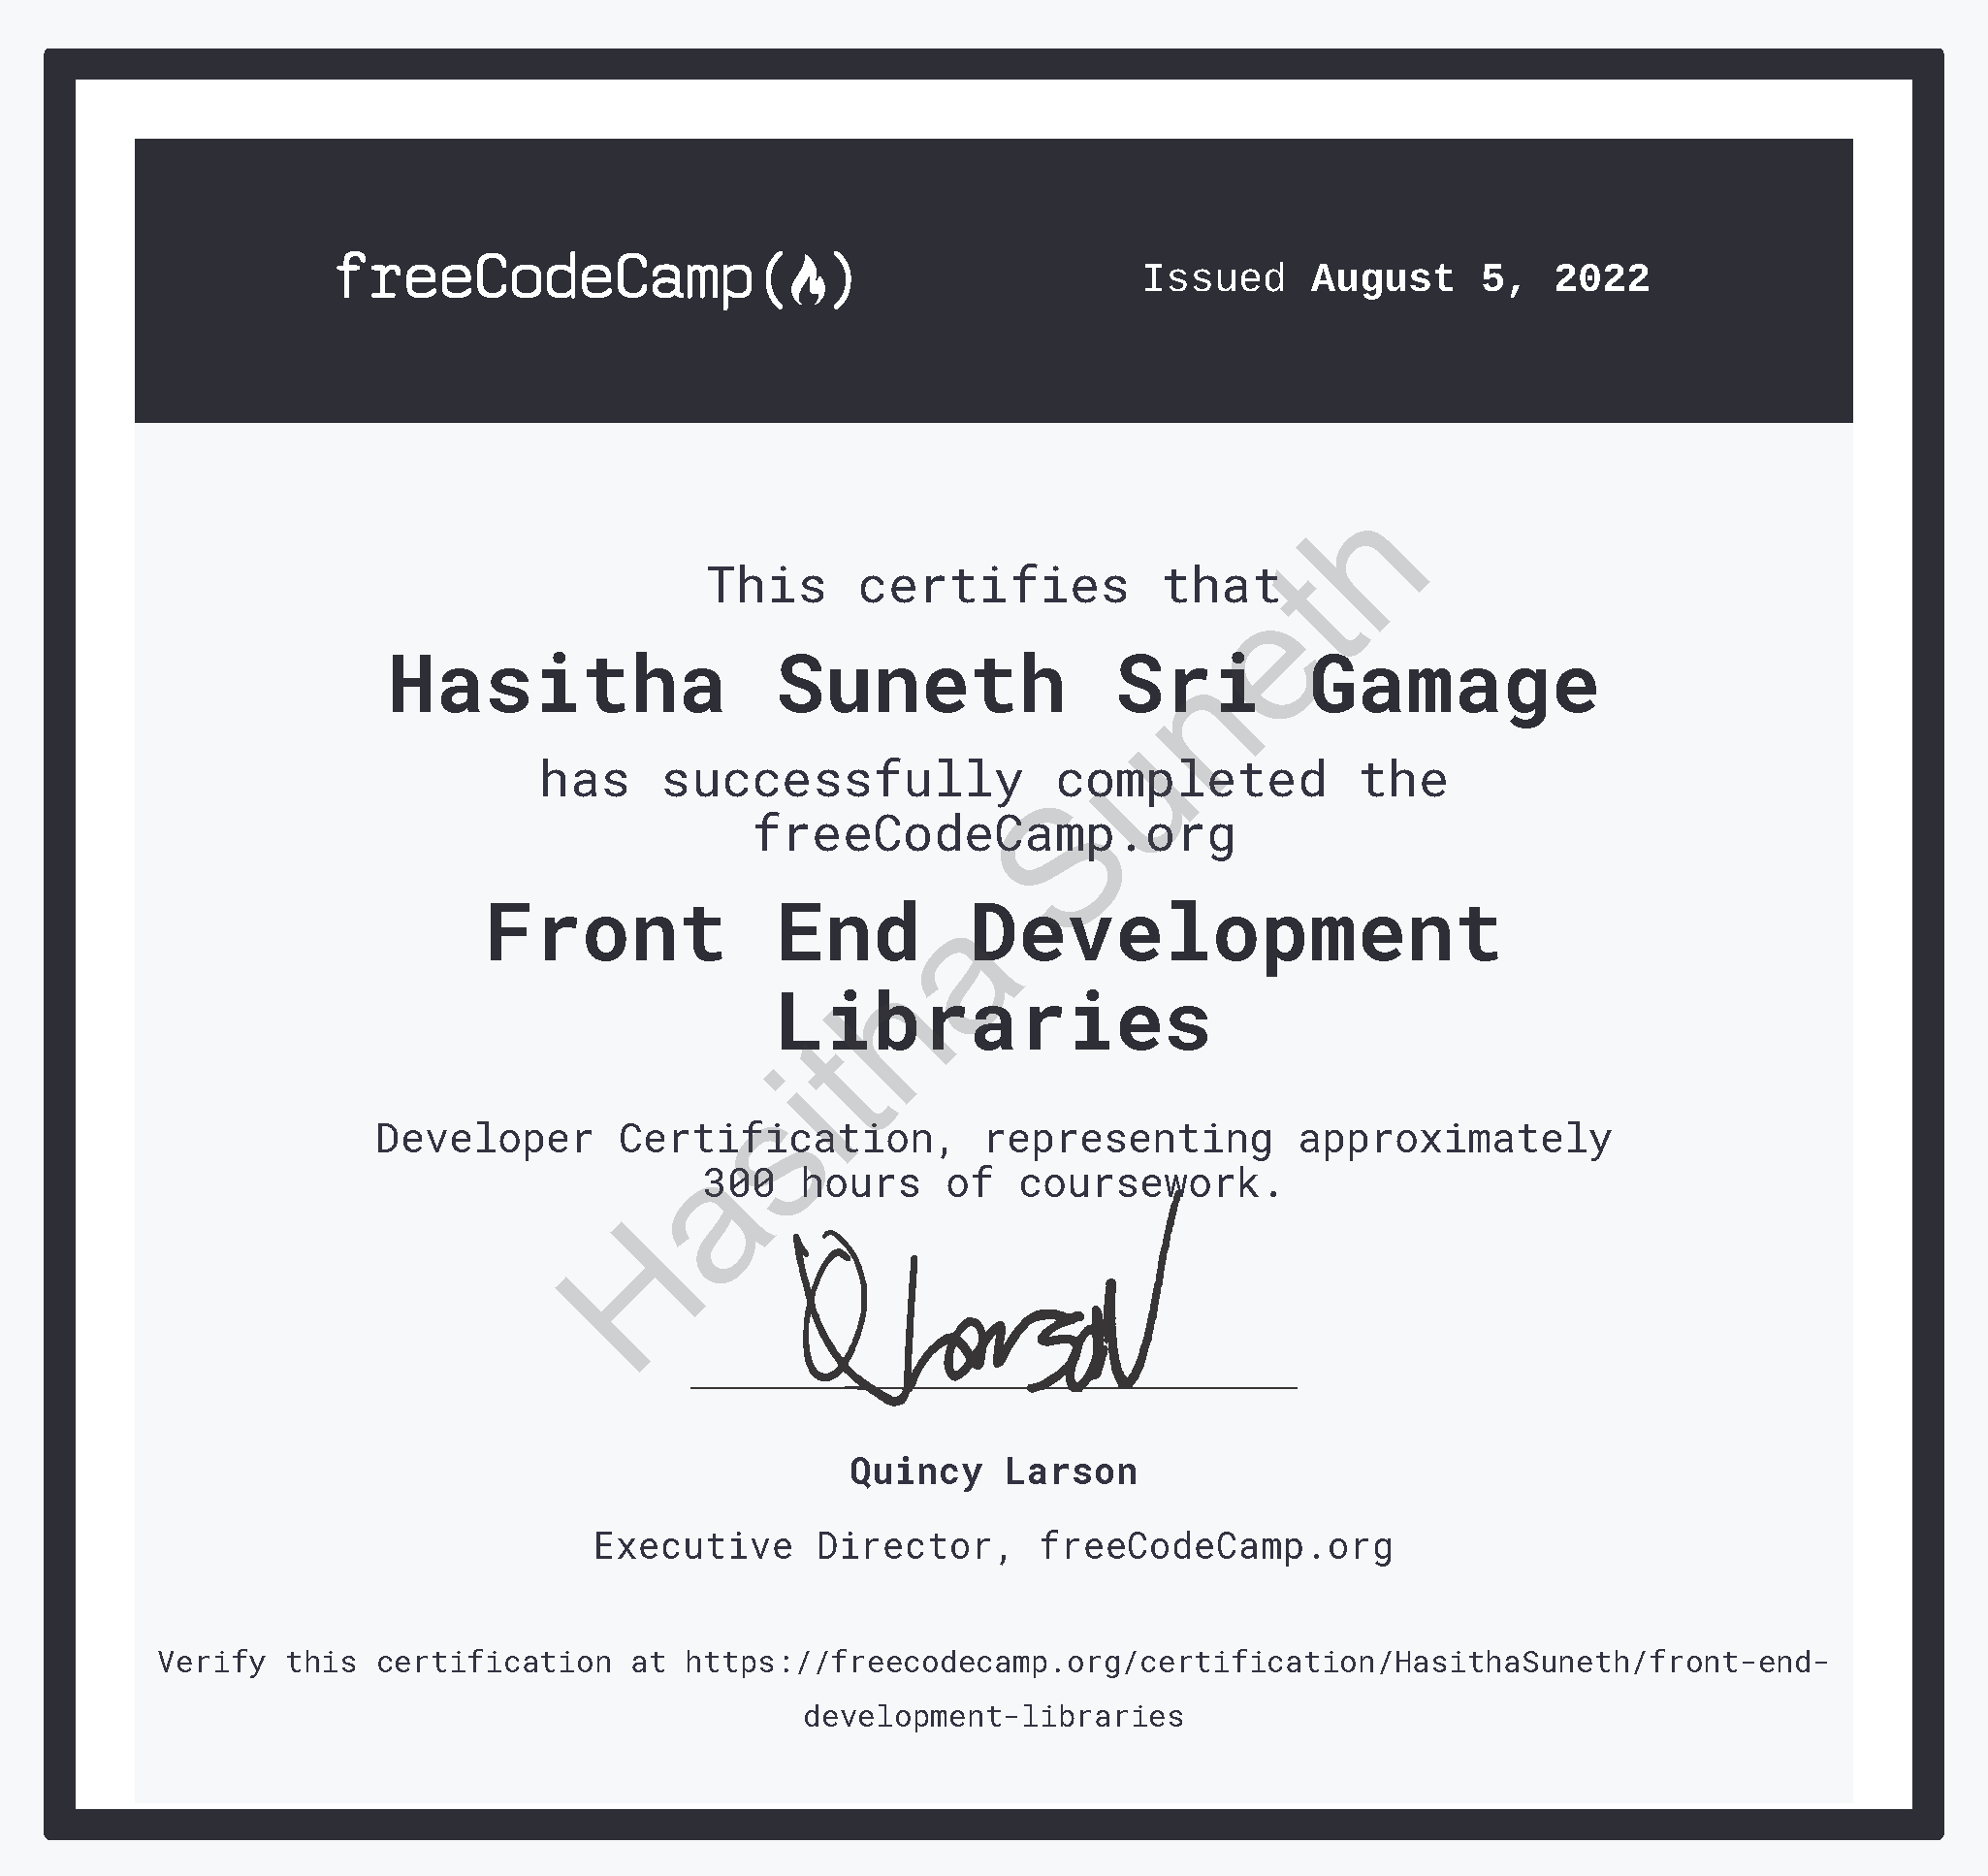 freeCodeCamp(🔥)
Issued August 5, 2022
This certifies that
Hasitha Suneth Sri Gamage
has successfully completed the
freeCodeCamp.org
Front End Development
Libraries
Developer Certification, representing approximately
300 hours of coursework.
QLarson
Quincy Larson
Executive Director, freeCodeCamp.org
Verify this certification at https://freecodecamp.org/certification/HasithaSuneth/front-end-
development-libraries
Hasitha Suneth